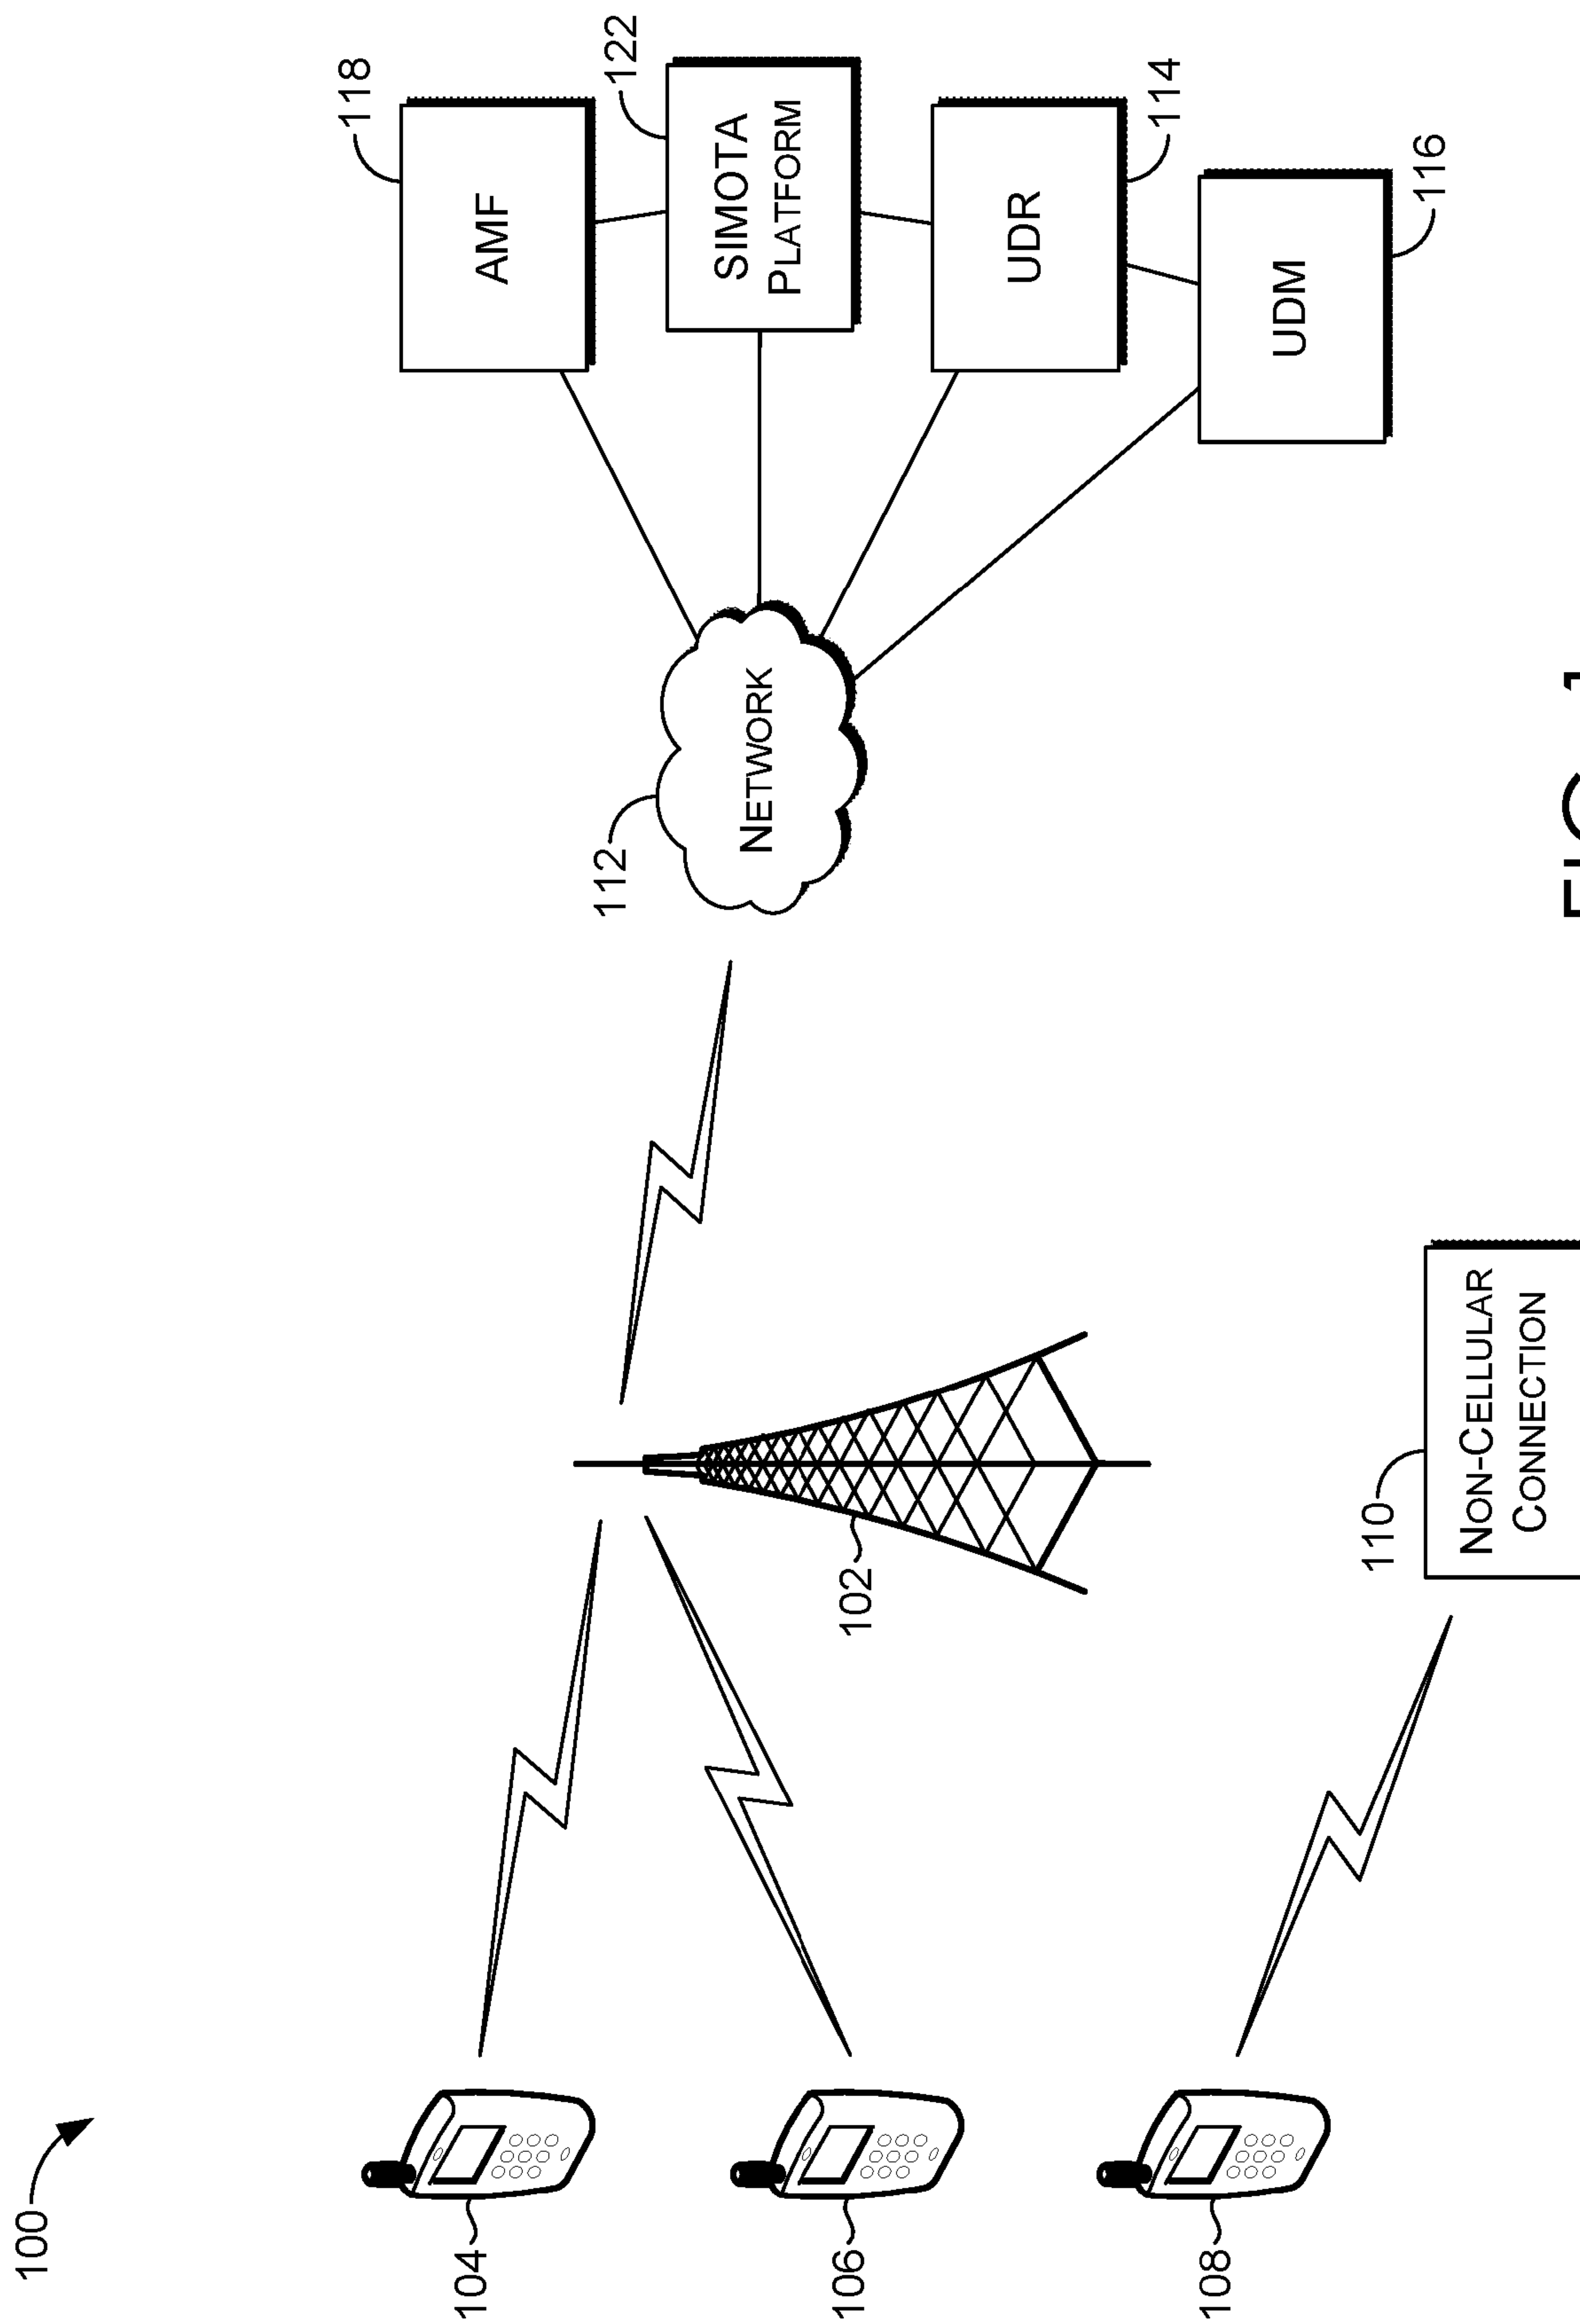 100
104
106
108
102
110
NON-CELLULAR
CONNECTION
112
NETWORK
118
AMF
122
SIMOTA
PLATFORM
UDR
114
UDM
116